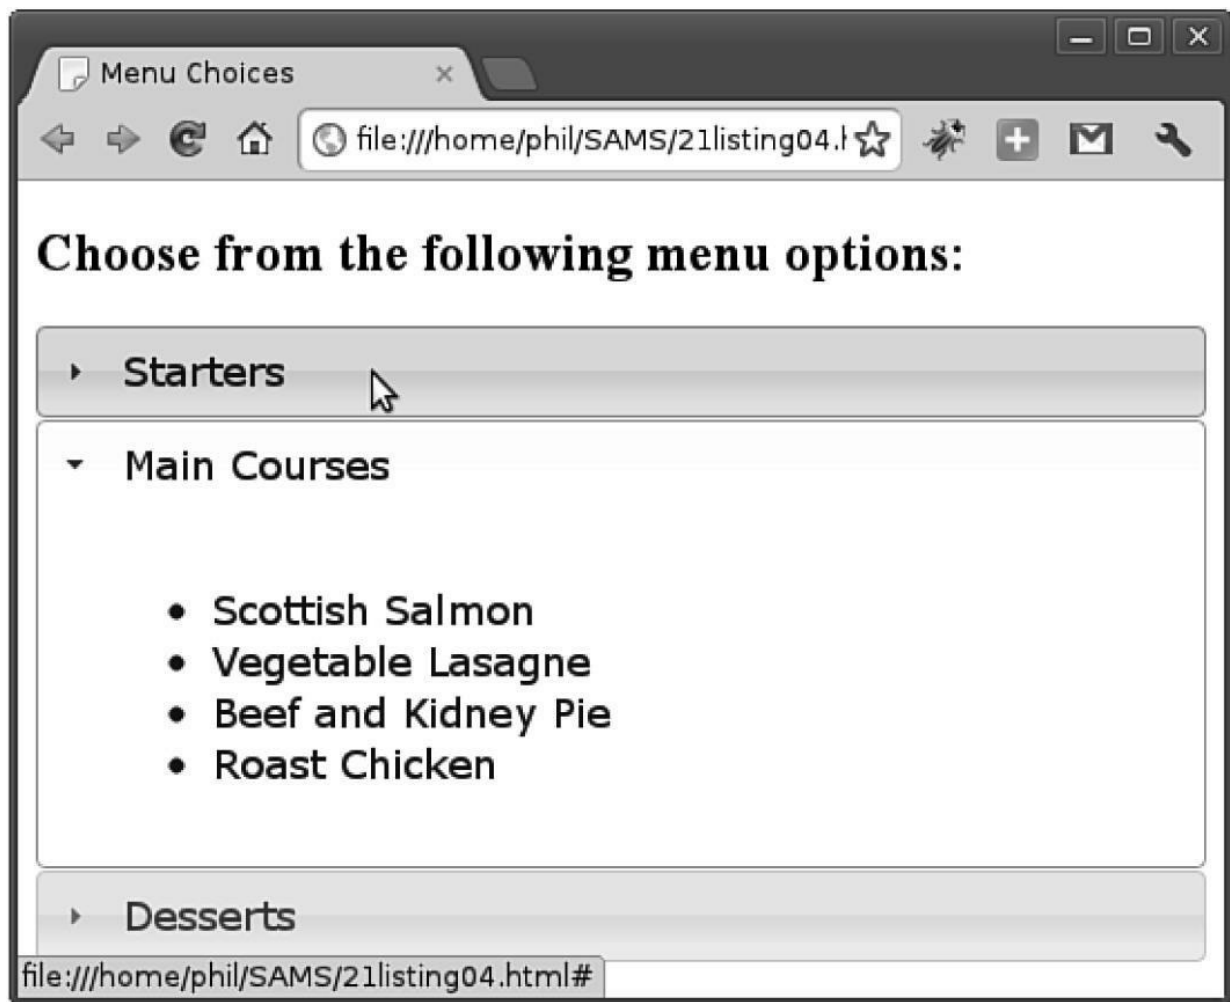 Menu Choices
file:///home/phil/SAMS/21listing04.h
Choose from the following menu options:
Starters
Main Courses
• Scottish Salmon
• Vegetable Lasagne
• Beef and Kidney Pie
• Roast Chicken
Desserts
file:///home/phil/SAMS/21listing04.html#